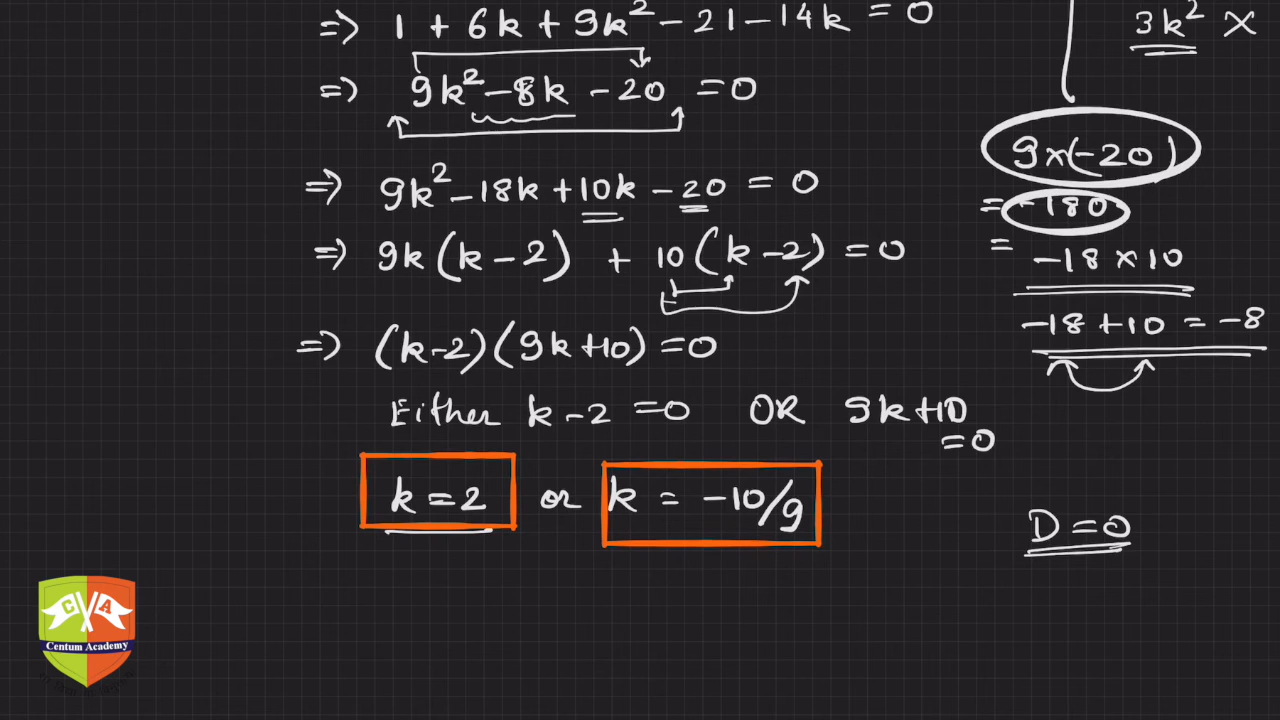 ⇒ 1 + 6k + 9k² - 21 - 14k = 0
⇒ 9k² - 8k - 20 = 0
⇒ 9k² - 18k + 10k - 20 = 0
⇒ 9k (k - 2) + 10 (k - 2) = 0
⇒ (k-2) (9k+10) = 0
Either k - 2 = 0 OR 9k+10
= 0
k = 2 or k = -10/9
3k² ×
9×(-20)
= -180
= -18 × 10
-18 + 10 = -8
D = 0
C A
Centum Academy